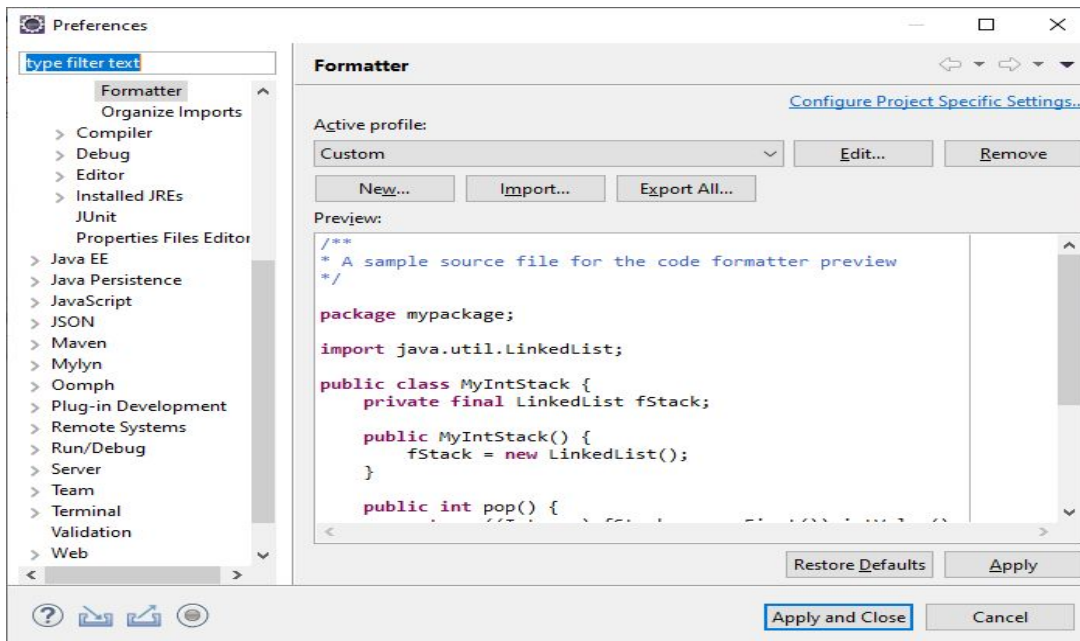 Preferences
type filter text
Formatter
Organize Imports
Compiler
Debug
Editor
Installed JREs
JUnit
Properties Files Editor
Java EE
Java Persistence
JavaScript
JSON
Maven
Mylyn
Oomph
Plug-in Development
Remote Systems
Run/Debug
Server
Team
Terminal
Validation
Web
Formatter
Configure Project Specific Settings...
Active profile:
Custom
Edit...
Remove
New...
Import...
Export All...
Preview:
/**
* A sample source file for the code formatter preview
*/
package mypackage;
import java.util.LinkedList;
public class MyIntStack {
private final LinkedList fStack;
public MyIntStack() {
fStack = new LinkedList();
}
public int pop() {
Restore Defaults
Apply
Apply and Close
Cancel